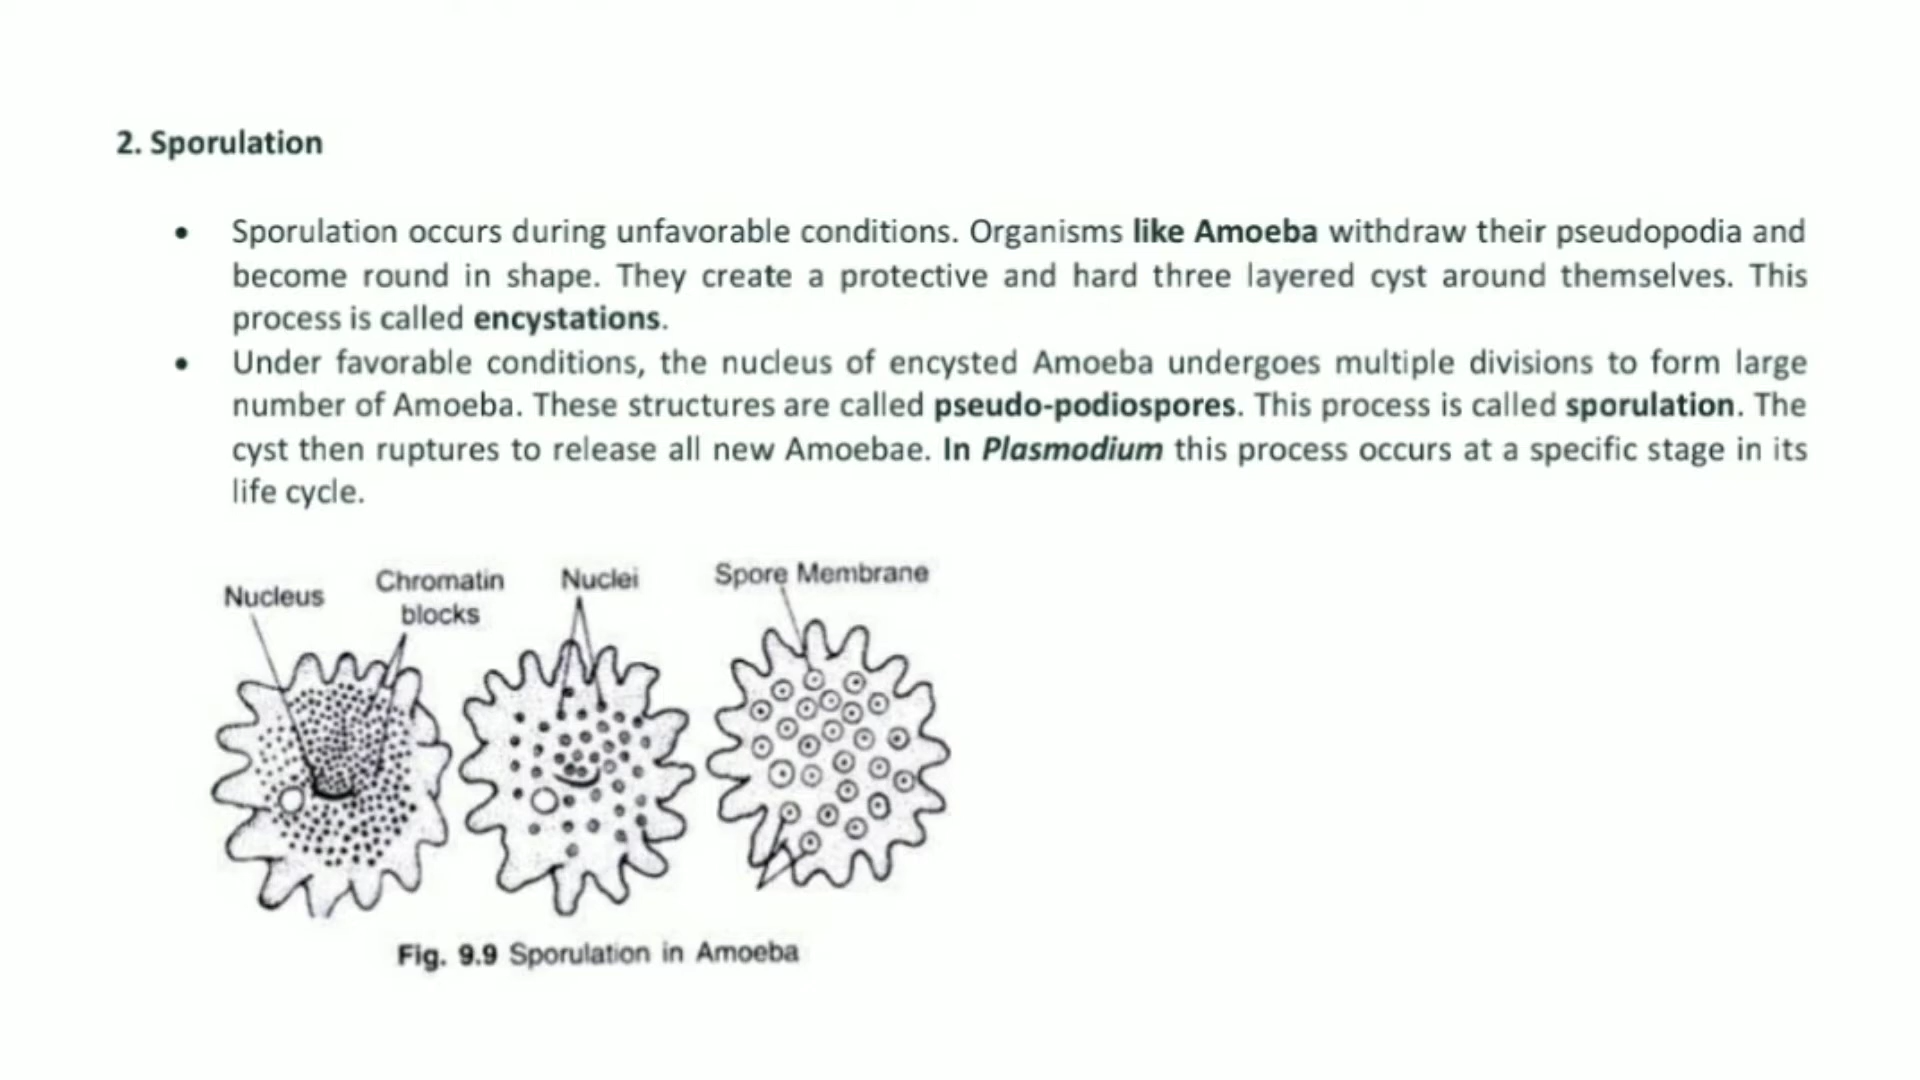 2. Sporulation
• Sporulation occurs during unfavorable conditions. Organisms like Amoeba withdraw their pseudopodia and
become round in shape. They create a protective and hard three layered cyst around themselves. This
process is called encystations.
• Under favorable conditions, the nucleus of encysted Amoeba undergoes multiple divisions to form large
number of Amoeba. These structures are called pseudo-podiospores. This process is called sporulation. The
cyst then ruptures to release all new Amoebae. In Plasmodium this process occurs at a specific stage in its
life cycle.
Nucleus
Chromatin
blocks
Nuclei
Spore Membrane
Fig. 9.9 Sporulation in Amoeba